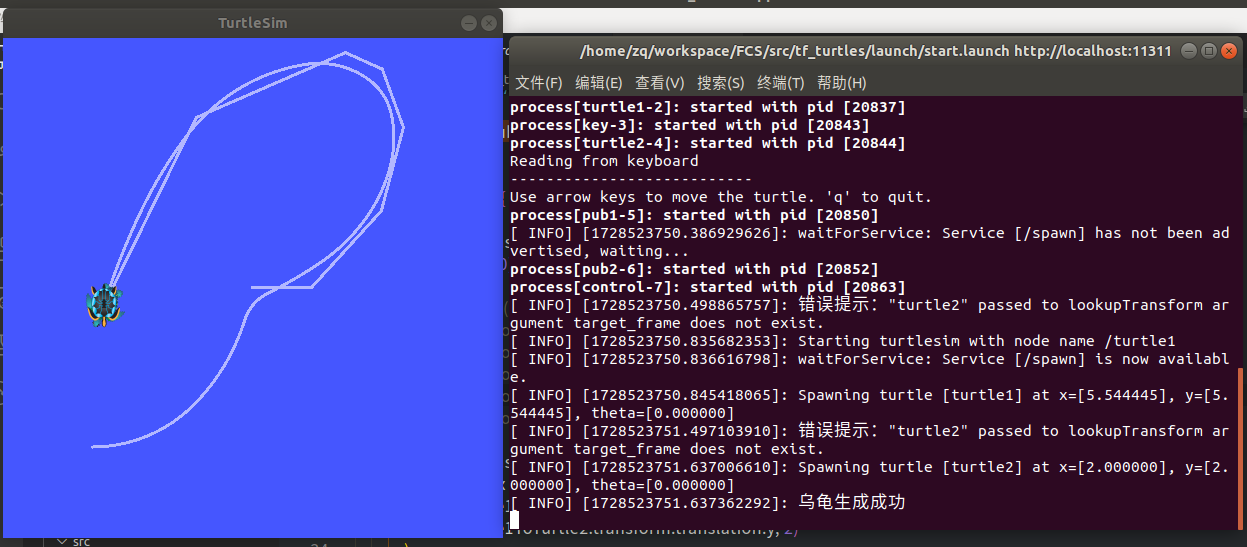 TurtleSim
/home/zq/workspace/FCS/src/tf_turtles/launch/start.launch http://localhost:11311
文件(F) 编辑(E) 查看(V) 搜索(S) 终端(T) 帮助(H)
process[turtle1-2]: started with pid [20837]
process[key-3]: started with pid [20843]
process[turtle2-4]: started with pid [20844]
Reading from keyboard
---------------------------
Use arrow keys to move the turtle. 'q' to quit.
process[pub1-5]: started with pid [20850]
[ INFO] [1728523750.386929626]: waitForService: Service [/spawn] has not been ad
vertised, waiting...
process[pub2-6]: started with pid [20852]
process[control-7]: started with pid [20863]
[ INFO] [1728523750.498865757]: 错误提示："turtle2" passed to lookupTransform ar
gument target_frame does not exist.
[ INFO] [1728523750.835682353]: Starting turtlesim with node name /turtle1
[ INFO] [1728523750.836616798]: waitForService: Service [/spawn] is now availabl
e.
[ INFO] [1728523750.845418065]: Spawning turtle [turtle1] at x=[5.544445], y=[5.
544445], theta=[0.000000]
[ INFO] [1728523751.497103910]: 错误提示："turtle2" passed to lookupTransform ar
gument target_frame does not exist.
[ INFO] [1728523751.637006610]: Spawning turtle [turtle2] at x=[2.000000], y=[2.
000000], theta=[0.000000]
[ INFO] [1728523751.637362292]: 乌龟生成成功
src